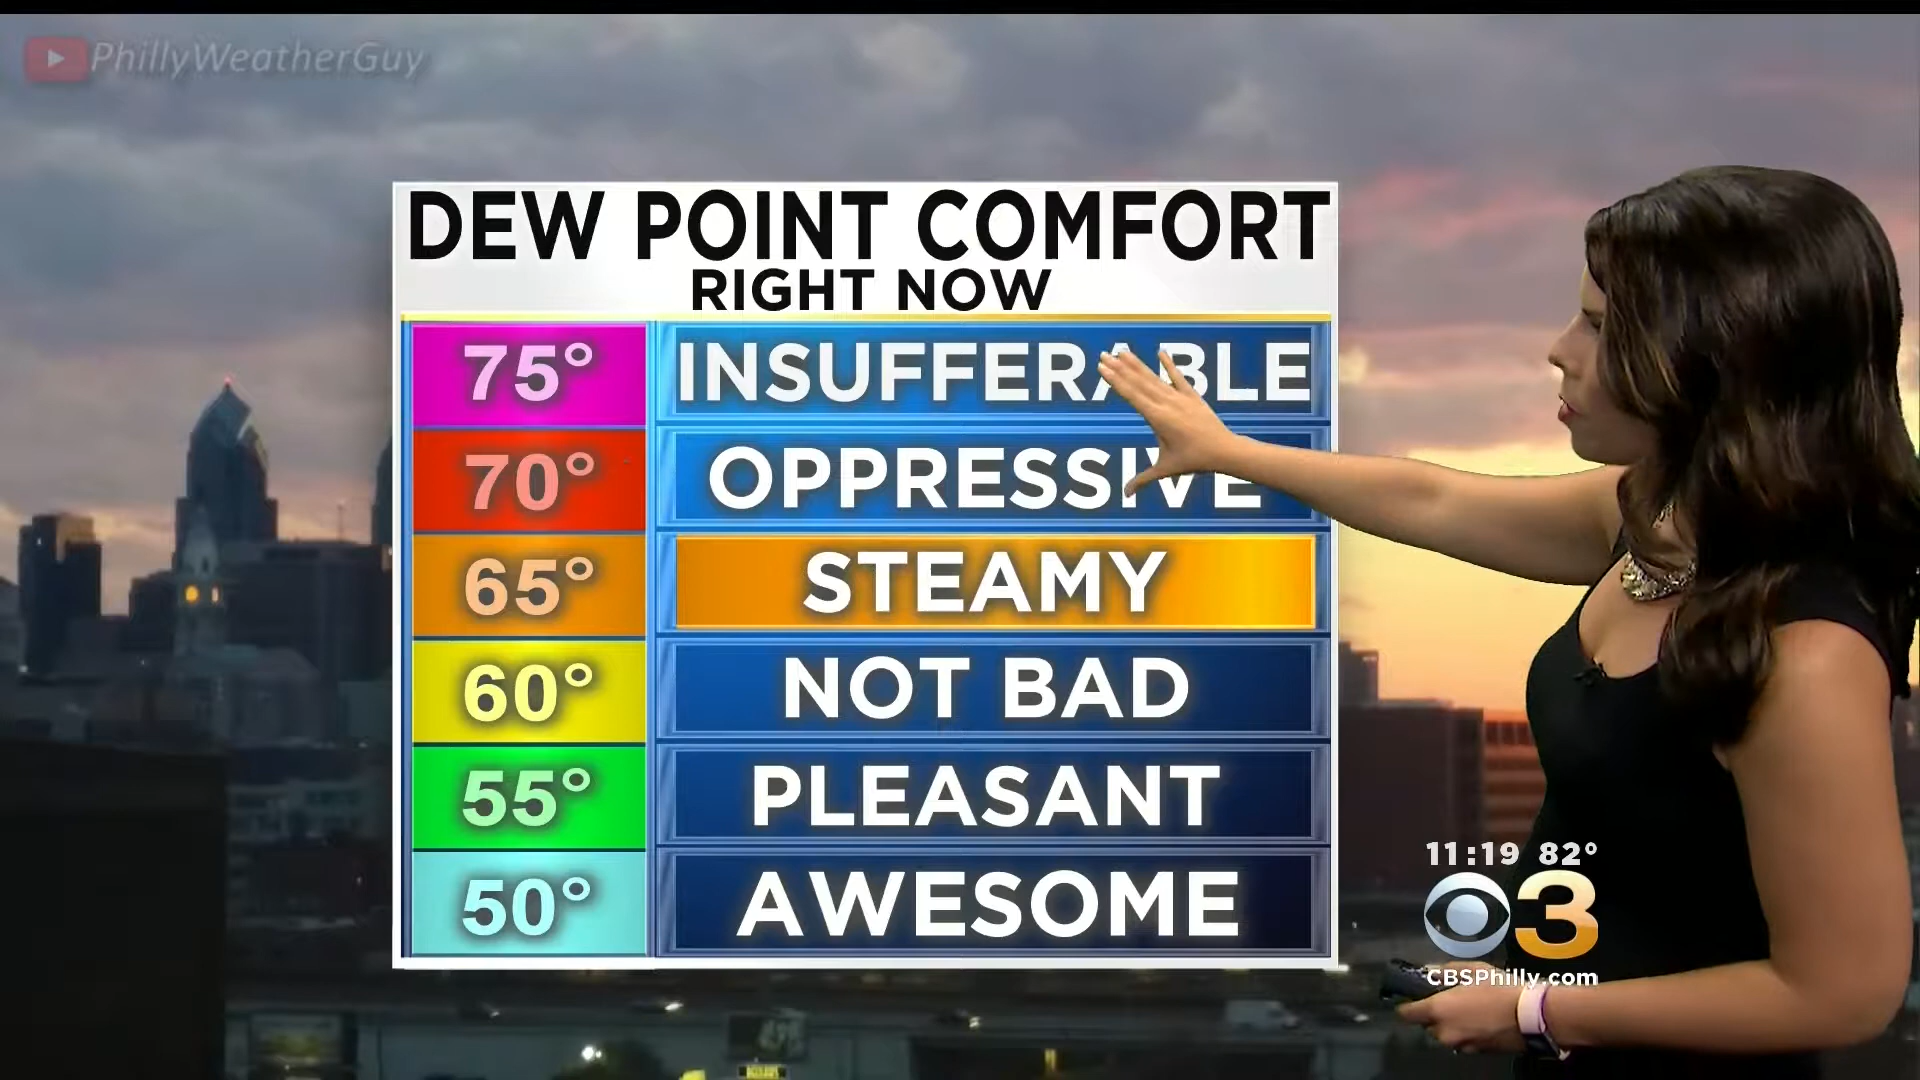 PhillyWeatherGuy
DEW POINT COMFORT
RIGHT NOW
75° INSUFFERABLE
70° OPPRESSIVE
65° STEAMY
60° NOT BAD
55° PLEASANT
50° AWESOME
11:19 82°
3
CBSPhilly.com